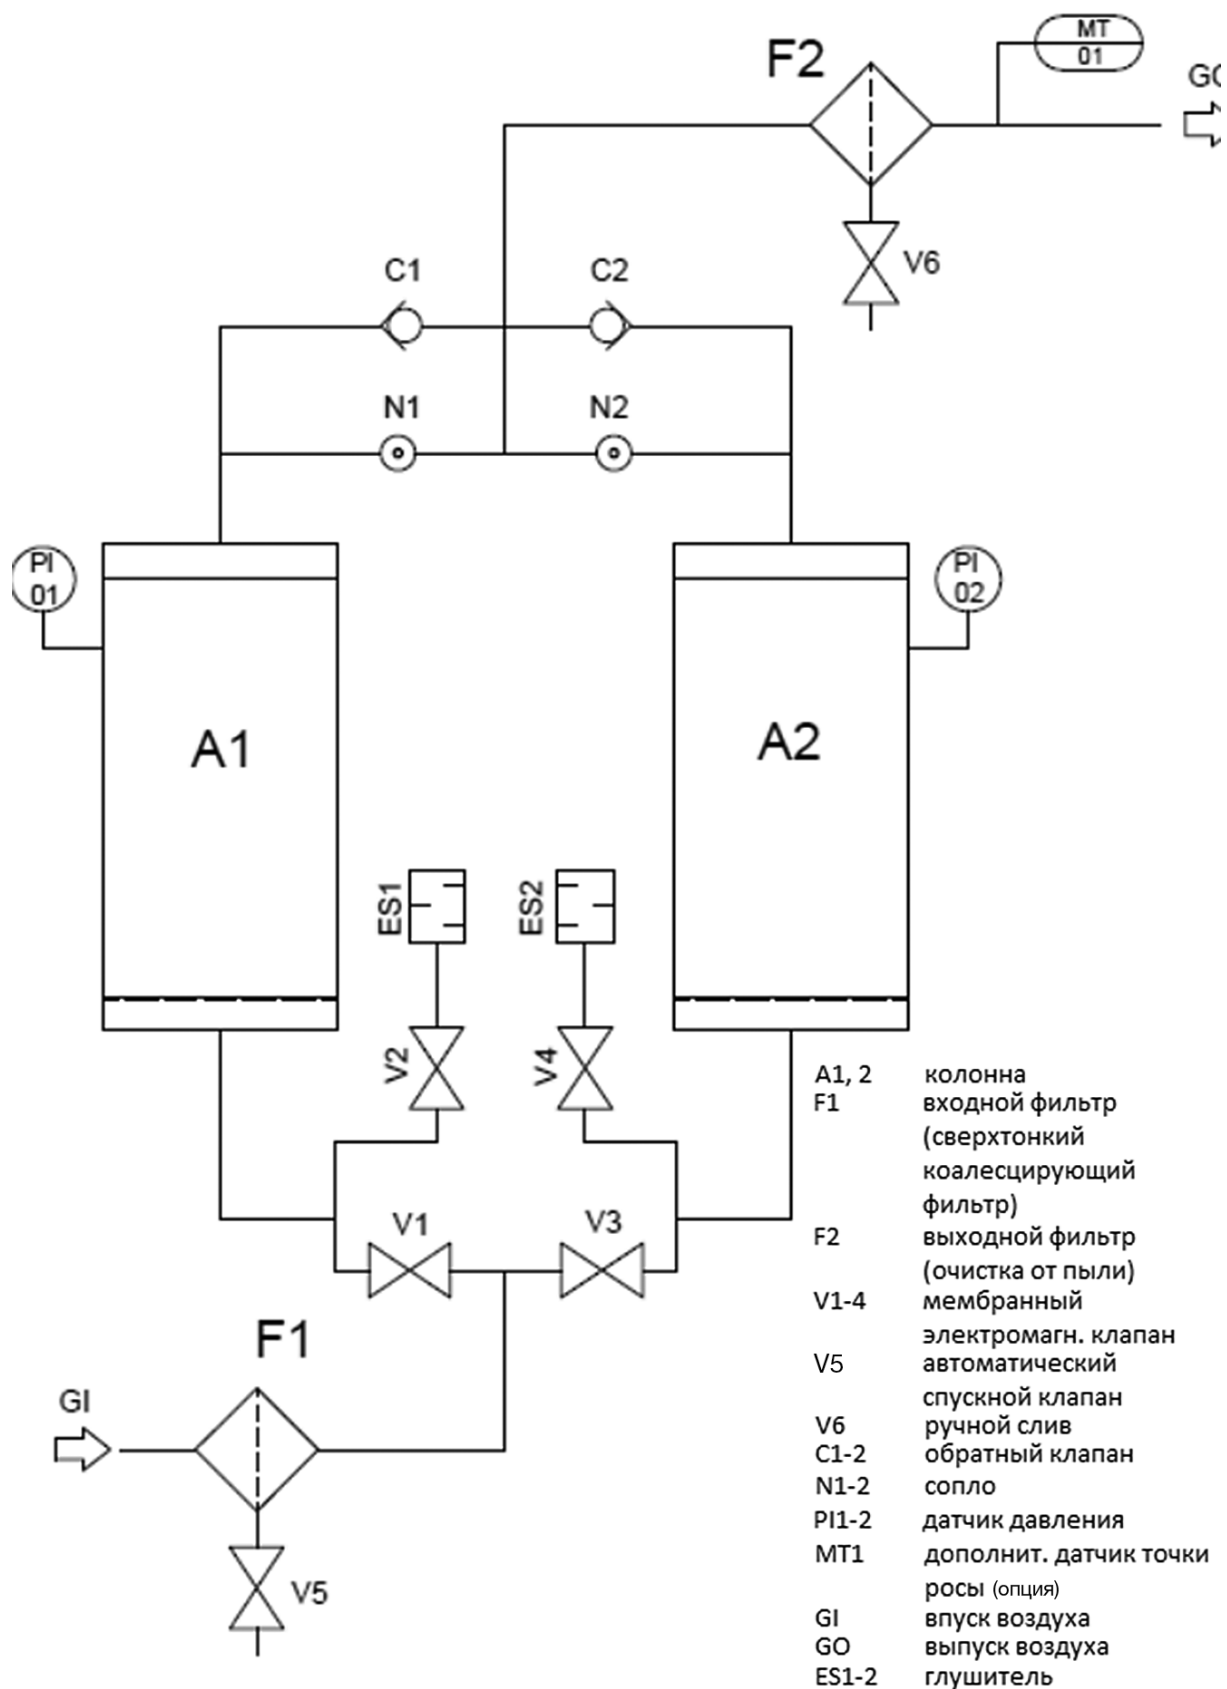 MT
01
F2
GO
V6
C1 C2
N1 N2
PI
01
PI
02
A1 A2
ES1 ES2
V2 V4
V1 V3
F1
GI
V5
A1, 2 колонна
F1 входной фильтр
(сверхтонкий
коалесцирующий
фильтр)
F2 выходной фильтр
(очистка от пыли)
V1-4 мембранный
электромагн. клапан
V5 автоматический
спускной клапан
V6 ручной слив
C1-2 обратный клапан
N1-2 сопло
PI1-2 датчик давления
MT1 дополнит. датчик точки
росы (опция)
GI впуск воздуха
GO выпуск воздуха
ES1-2 глушитель